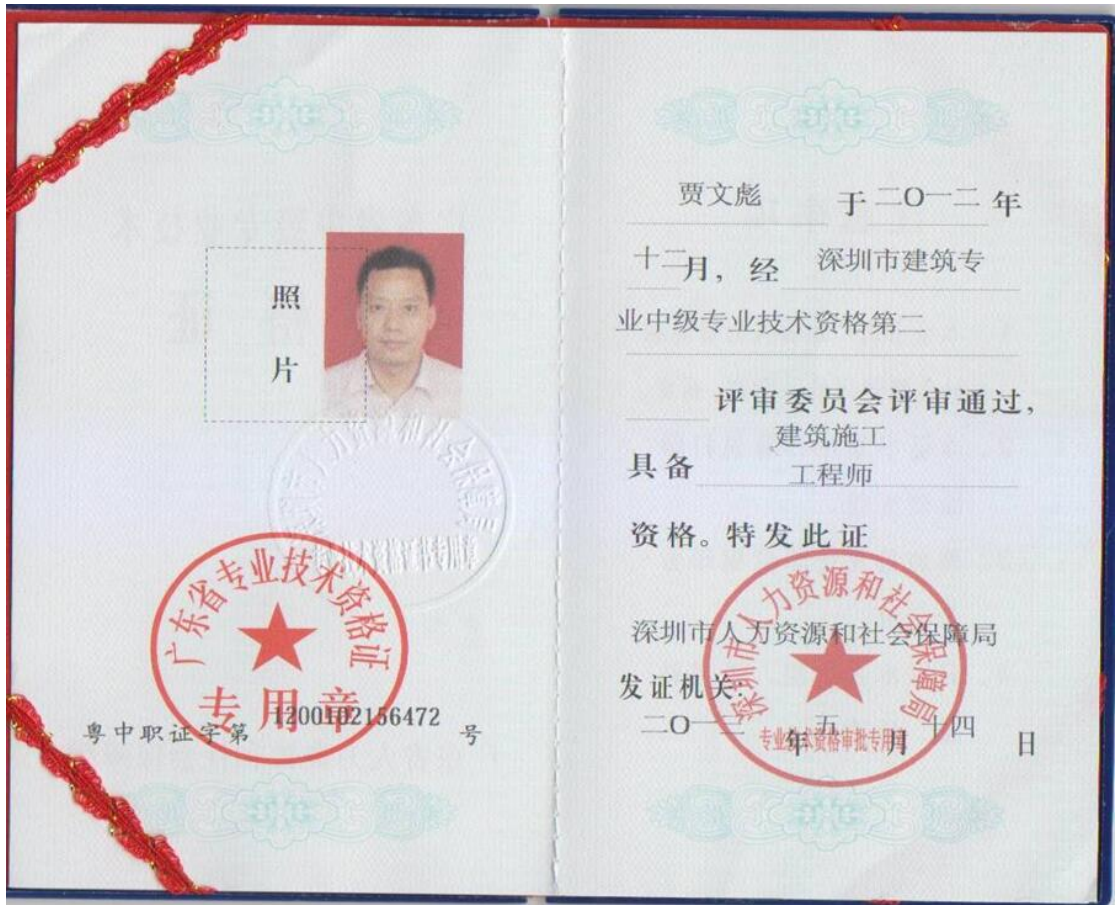 照
片
广东省专业技术资格证
专用章
粤中职证字第 1200102156472 号
贾文彪 于 二O一二 年
十二月，经 深圳市建筑专
业中级专业技术资格第二
评审委员会评审通过，
建筑施工
具备 工程师
资格。特发此证
深圳市人力资源和社会保障局
深圳市人力资源和社会保障局
发证机关：
二O一三 年 五 月 十四 日
专业技术资格审批专用章